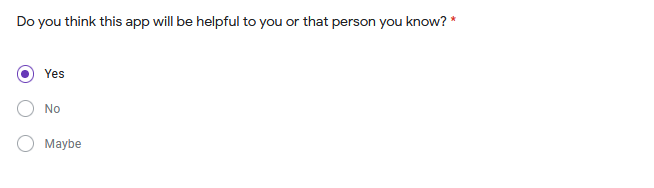 Do you think this app will be helpful to you or that person you know? *
Yes
No
Maybe